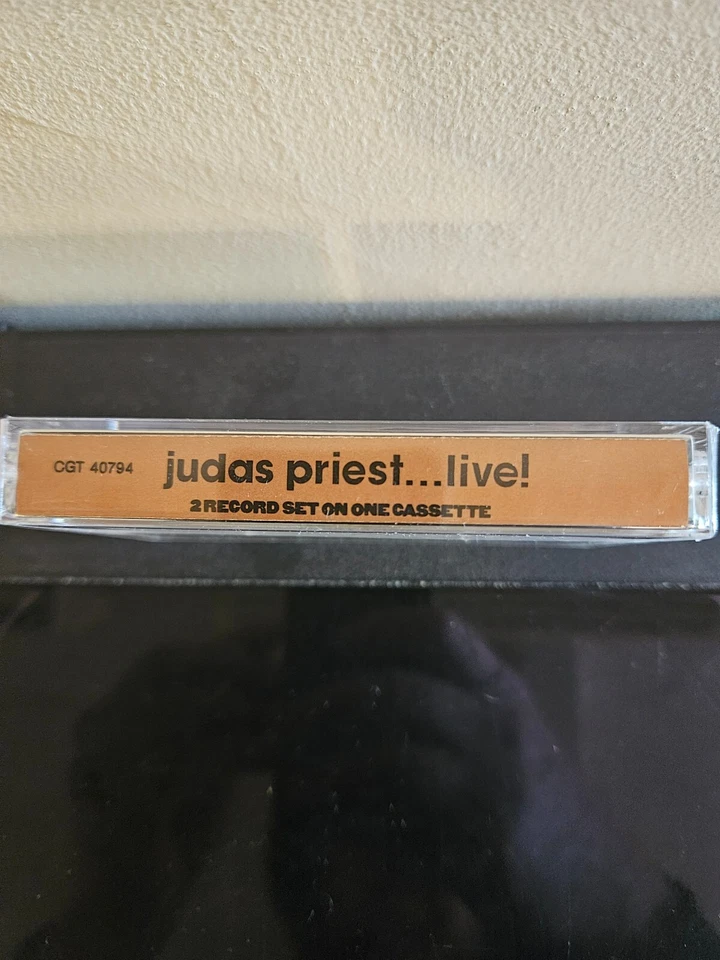 CGT 40794 judas priest...live!
2 RECORD SET ON ONE CASSETTE